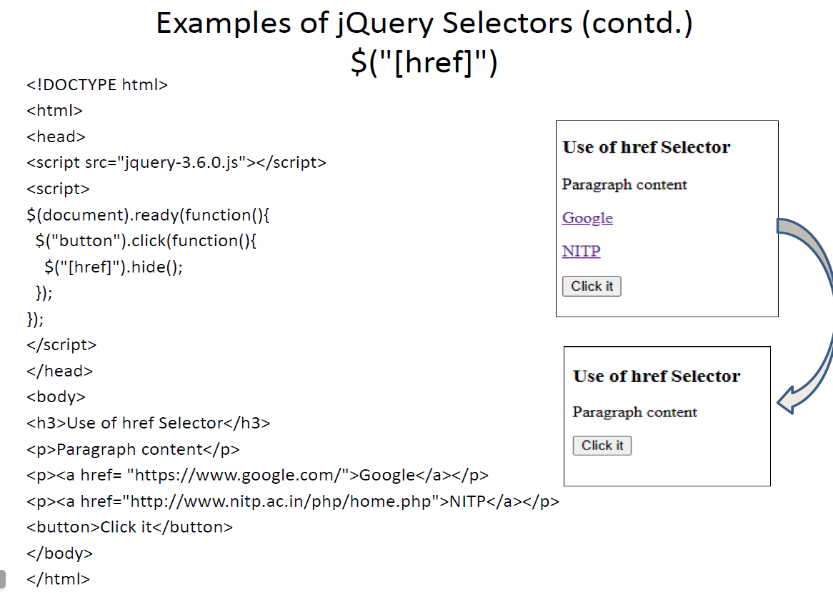 Examples of jQuery Selectors (contd.)
$("[href]")
<!DOCTYPE html>
<html>
<head>
<script src="jquery-3.6.0.js"></script>
<script>
$(document).ready(function(){
$("button").click(function(){
$("[href]").hide();
});
});
</script>
</head>
<body>
<h3>Use of href Selector</h3>
<p>Paragraph content</p>
<p><a href= "https://www.google.com/">Google</a></p>
<p><a href="http://www.nitp.ac.in/php/home.php">NITP</a></p>
<button>Click it</button>
</body>
</html>
Use of href Selector
Paragraph content
Google
NITP
Click it
Use of href Selector
Paragraph content
Click it